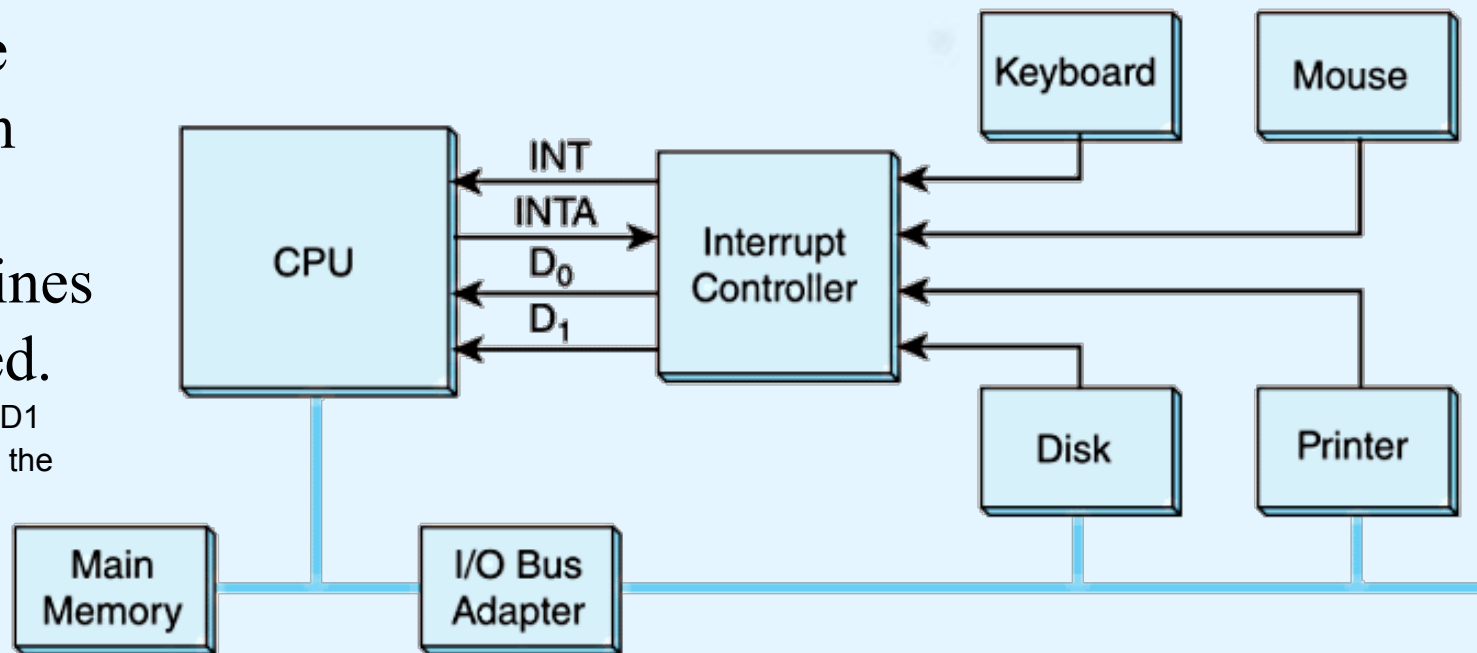 e
n
ines
ed.
D1
the
Keyboard
Mouse
INT
INTA
D₀
D₁
CPU
Interrupt
Controller
Disk
Printer
Main
Memory
I/O Bus
Adapter